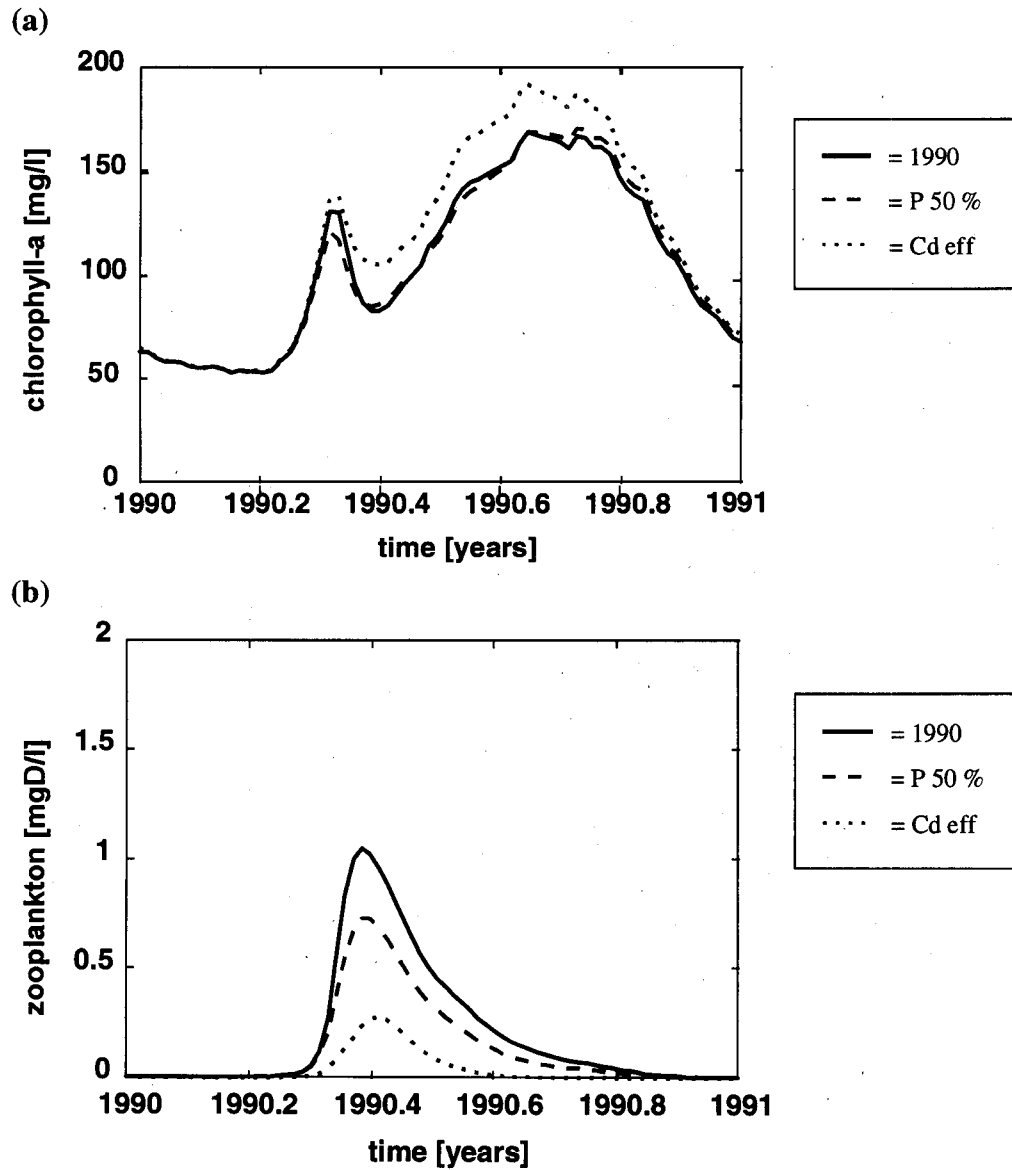 (a)
chlorophyll-a [mg/l]
200
150
100
50
0
1990
1990.2
1990.4
1990.6
1990.8
1991
time [years]
= 1990
= P 50 %
= Cd eff
(b)
zooplankton [mgD/l]
2
1.5
1
0.5
0
1990
1990.2
1990.4
1990.6
1990.8
1991
time [years]
= 1990
= P 50 %
= Cd eff